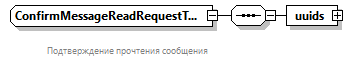 ConfirmMessageReadRequestT...
uuids
Подтверждение прочтения сообщения